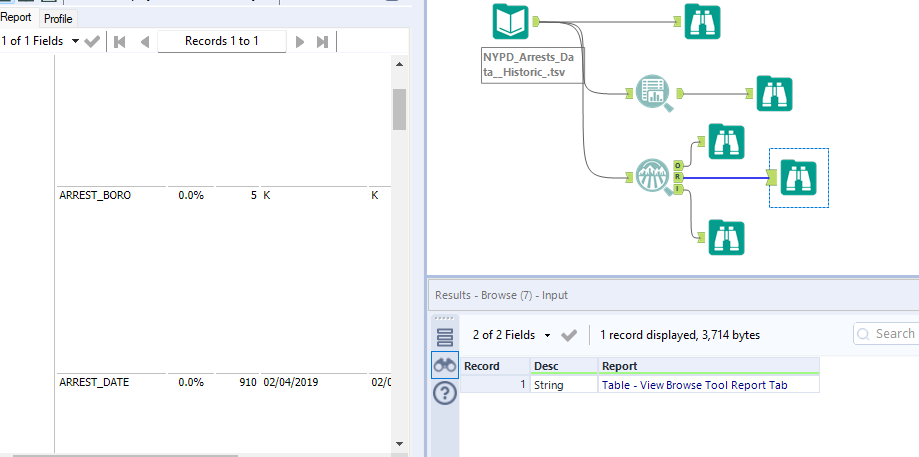 Report Profile
1 of 1 Fields Records 1 to 1
ARREST_BORO 0.0% 5 K K
ARREST_DATE 0.0% 910 02/04/2019
NYPD_Arrests_Da
ta__Historic_.tsv
O
R
I
Results - Browse (7) - Input
2 of 2 Fields 1 record displayed, 3,714 bytes Search
Record Desc Report
1 String Table - View Browse Tool Report Tab